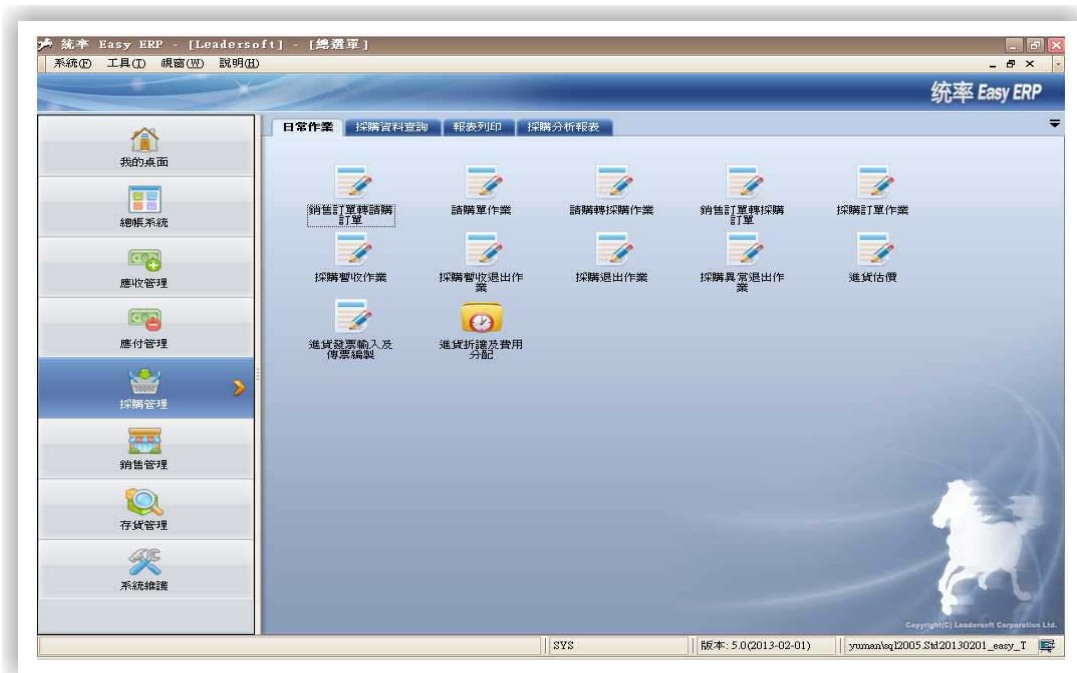 统率 Easy ERP - [Leadersoft] - [總選單]
系統(F) 工具(I) 視窗(W) 說明(H)
统率 Easy ERP
日常作業 採購資料查詢 報表列印 採購分析報表
我的桌面
總帳系統
應收管理
應付管理
採購管理
銷售管理
存貨管理
系統維護
銷售訂單轉請購
訂單
請購單作業
請購轉採購作業
銷售訂單轉採購
訂單
採購訂單作業
採購暫收作業
採購暫收退出作
業
採購退出作業
採購異常退出作
業
進貨估價
進貨發票輸入及
傳票編製
進貨折讓及費用
分配
Copyright(C) Leadersoft Corporation Ltd.
SYS
版本: 5.0(2013-02-01)
yuman\sql2005.Std20130201_easy_T